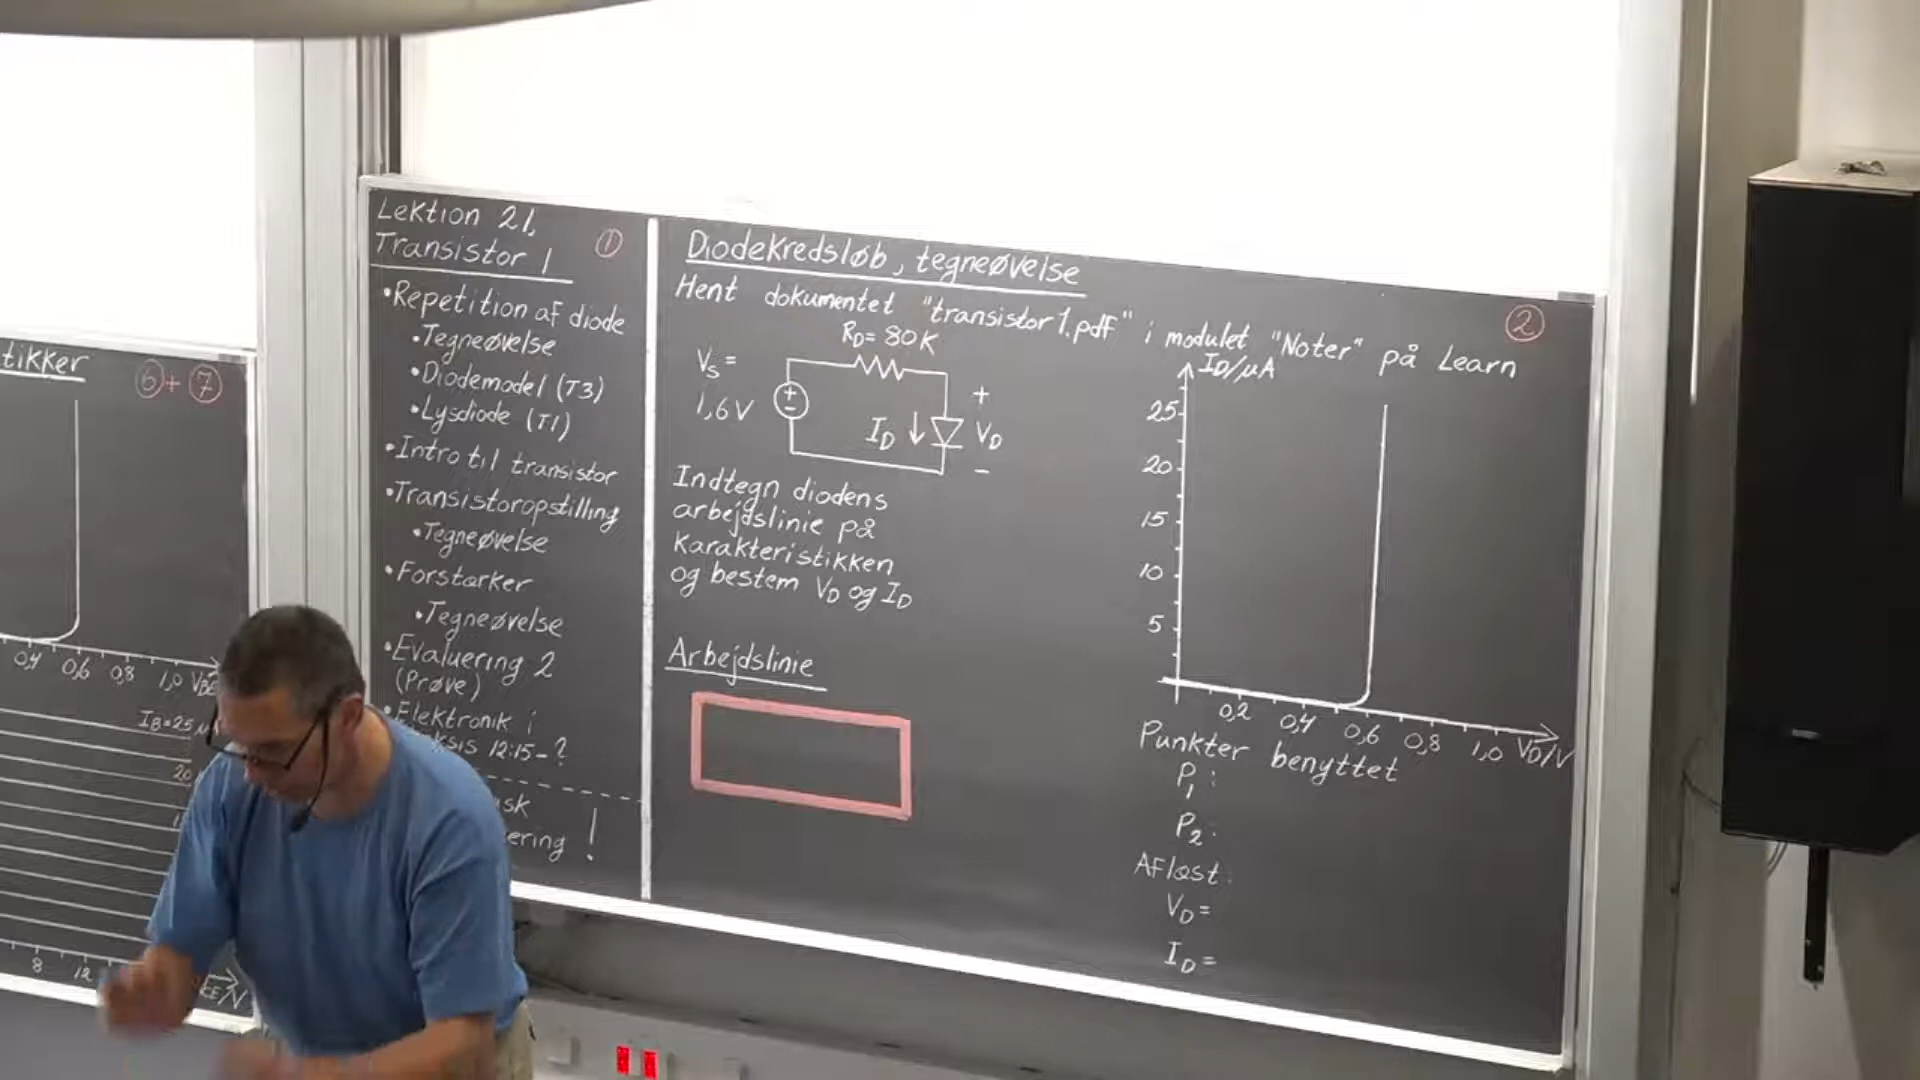 tikker
6 + 7
0,4 0,6 0,8 1,0 VBE
IB=25 μ
20
8 12
CE/V
Lektion 21,
Transistor 1
1
•Repetition af diode
•Tegneøvelse
•Diodemodel (T3)
•Lysdiode (T1)
•Intro til transistor
•Transistoropstilling
•Tegneøvelse
•Forstærker
•Tegneøvelse
•Evaluering 2
(Prøve)
•Elektronik i
ksis 12:15-?
sk
ering !
Diodekredsløb, tegneøvelse
2
Hent dokumentet "transistor1.pdf" i modulet "Noter" på Learn
RD= 80K
VS =
1,6V
+
-
ID ↓
+
VD
-
Indtegn diodens
arbejdslinie på
Karakteristikken
og bestem VD og ID
Arbejdslinie
ID/μA
25
20
15
10
5
0,2 0,4 0,6 0,8 1,0 VD/V
Punkter benyttet
P1:
P2:
Aflæst:
VD=
ID=